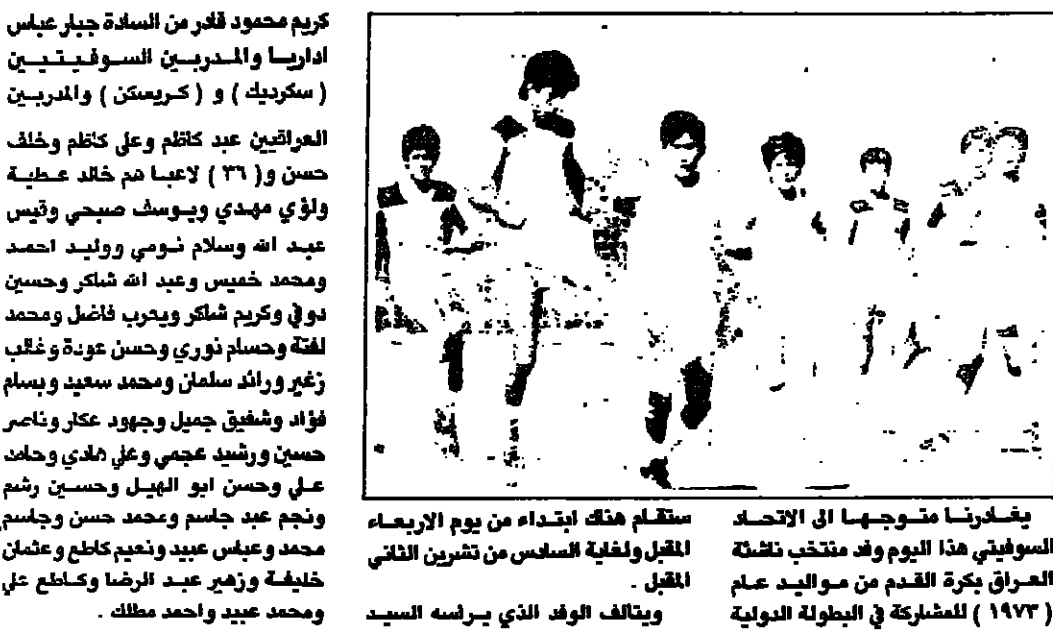 يغادرنا متوجها الى الاتحاد
السوفيتي هذا اليوم وفد منتخب ناشئة
العراق بكرة القدم من مواليد عام
( ١٩٧٣ ) للمشاركة في البطولة الدولية
ستقام هناك ابتداء من يوم الاربعاء
المقبل ولغاية السادس من تشرين الثاني
المقبل .
ويتالف الوفد الذي يراسه السيد
كريم محمود قادر من السادة جبار عباس
اداريا والمدربين السوفيتيين
( سكرديك ) و ( كريسكن ) والمدربين
العراقيين عبد كاظم وعلي كاظم وخلف
حسن و( ٣٦ ) لاعبا هم خالد عطية
ولؤي مهدي ويوسف صبحي وقيس
عبد الله وسلام نومي ووليد احمد
ومحمد خميس وعبد الله شاكر وحسين
دوفي وكريم شاكر ويعرب فاضل ومحمد
لفتة وحسام نوري وحسن عودة وغالب
زغير ورائد سلمان ومحمد سعيد وبسام
فؤاد وشفيق جميل وجهود عكار وناصر
حسين ورشيد عجمي وعلي هادي وحامد
علي وحسن ابو الهيل وحسين رشم
ونجم عبد جاسم ومحمد حسن وجاسم
محمد وعباس عبيد ونعيم كاطع وعثمان
خليفة وزهير عبد الرضا وكاطع علي
ومحمد عبيد واحمد مطلك .